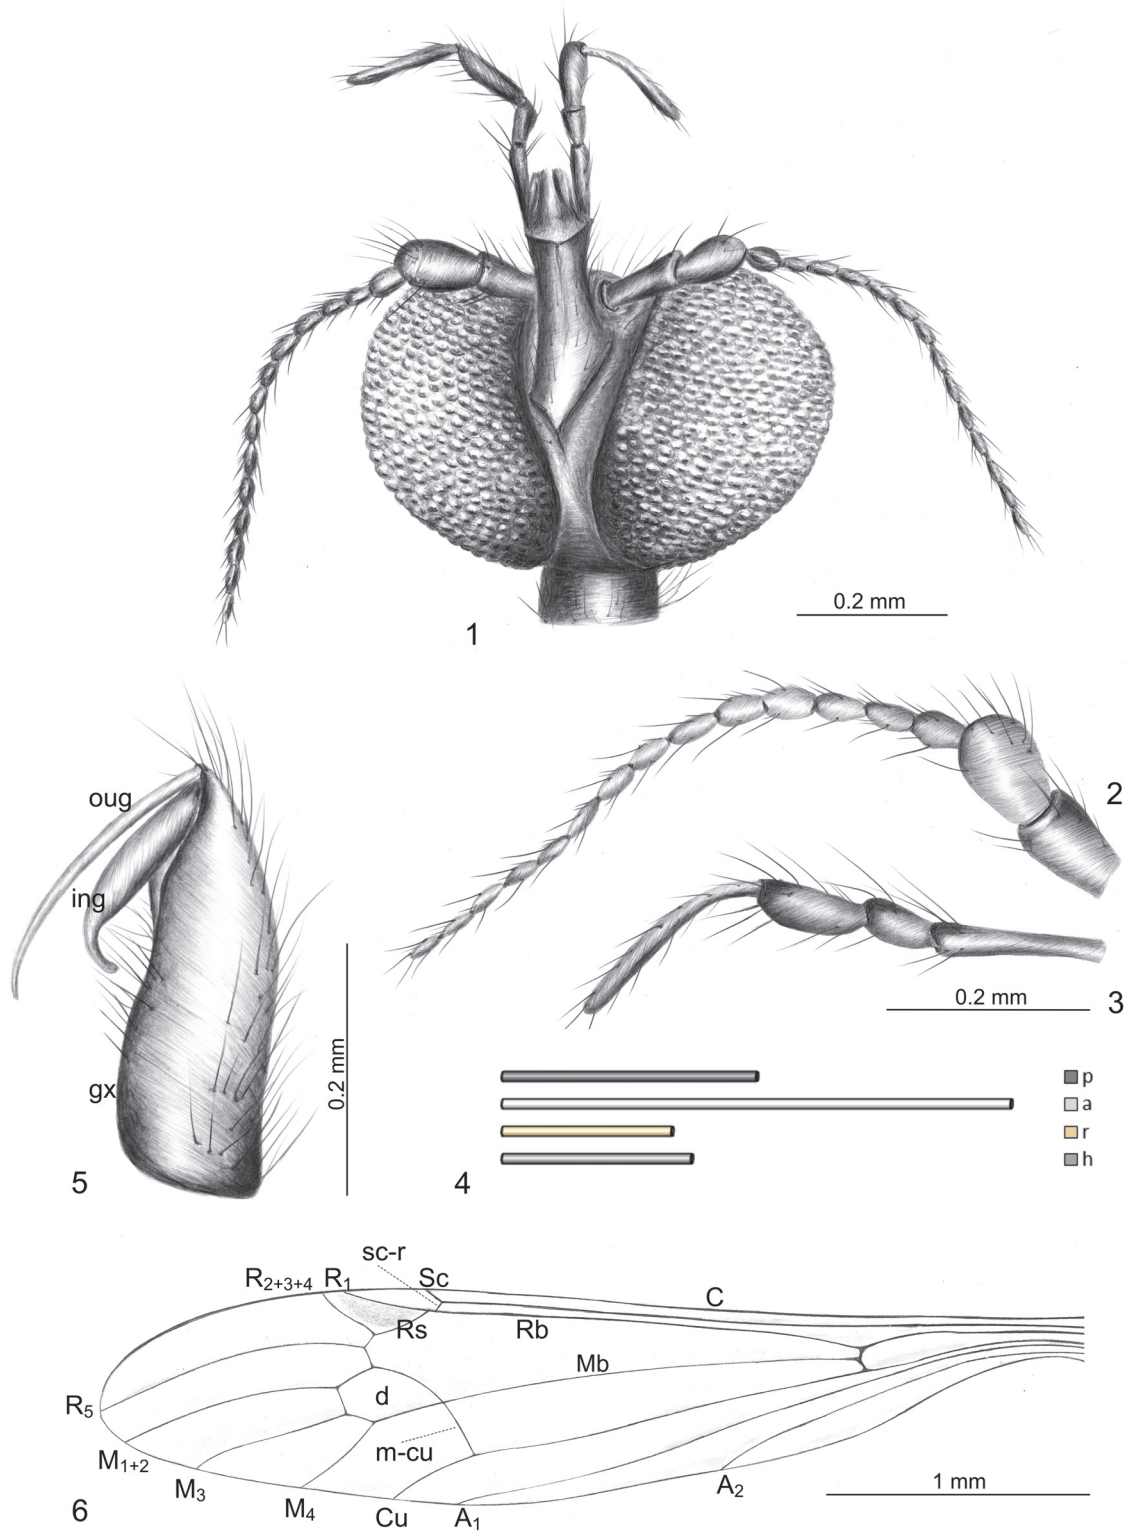 0.2 mm
1
2
oug
ing
0.2 mm
3
0.2 mm
gx
p
a
r
h
5
4
sc-r
R2+3+4 R1 Sc
C
Rs Rb
Mb
d
R5
m-cu
M1+2
M3
M4
Cu
A1
A2
1 mm
6